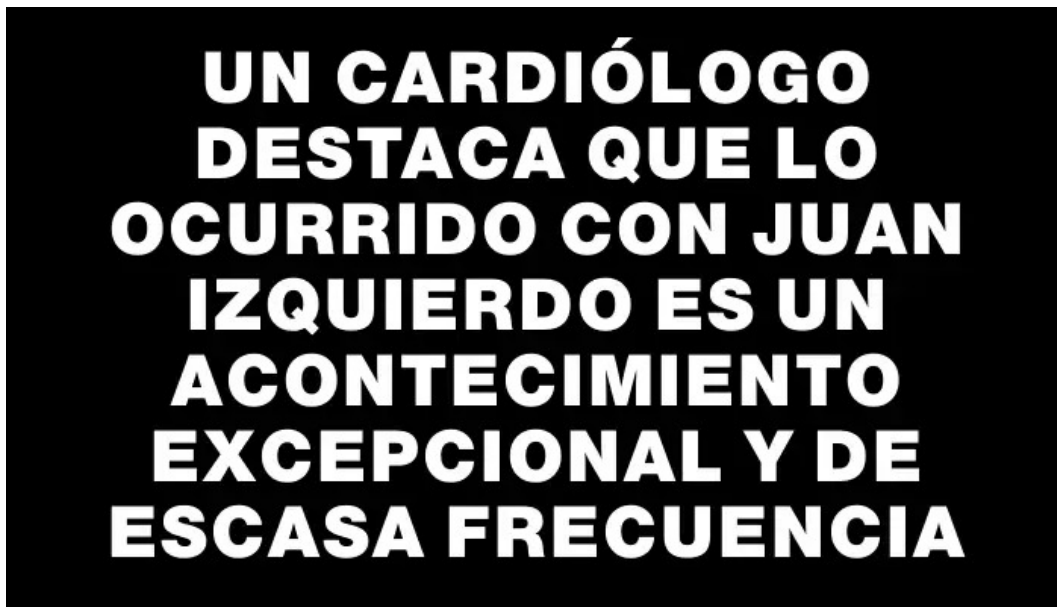 UN CARDIÓLOGO
DESTACA QUE LO
OCURRIDO CON JUAN
IZQUIERDO ES UN
ACONTECIMIENTO
EXCEPCIONAL Y DE
ESCASA FRECUENCIA